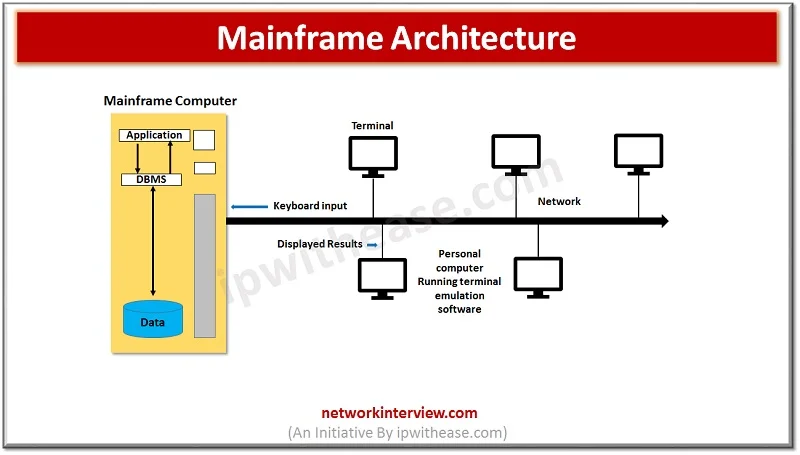 Mainframe Architecture
Mainframe Computer
Application
DBMS
Data
Terminal
Keyboard input
Network
Displayed Results
Personal
computer
Running terminal
emulation
software
ipwithease.com
networkinterview.com
(An Initiative By ipwithease.com)